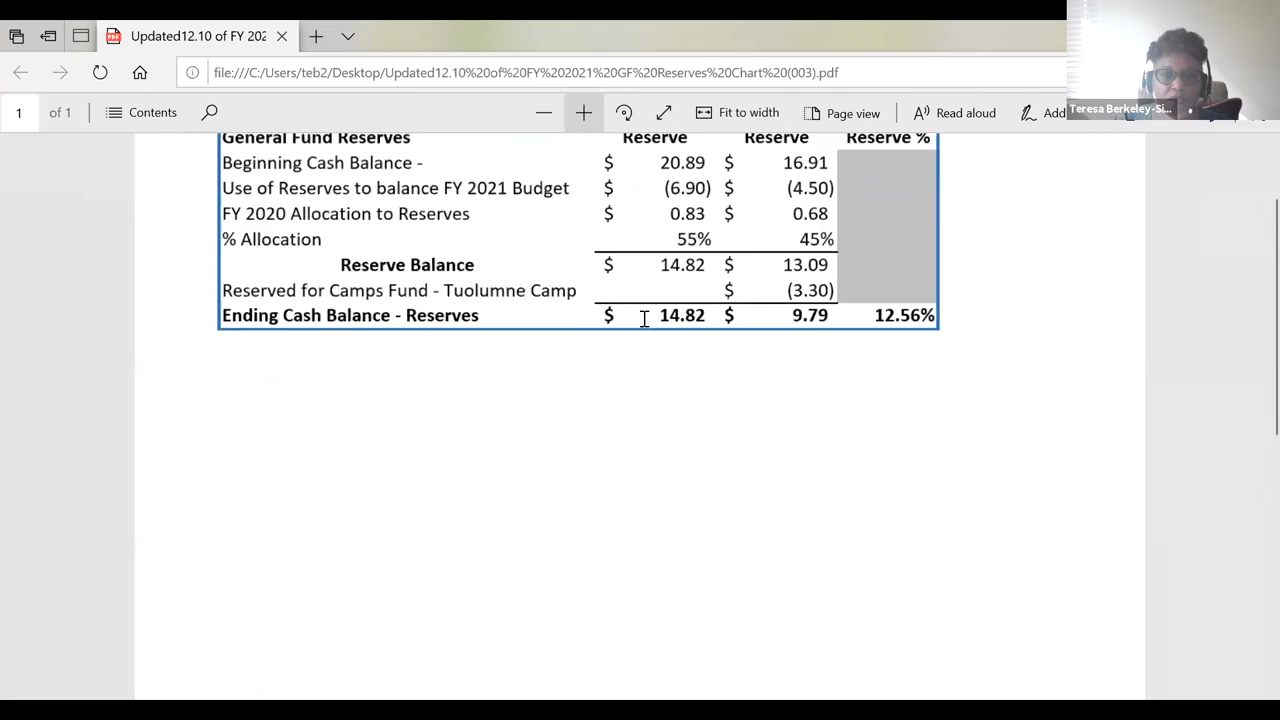 Updated12.10 of FY 202
file:///C:/Users/teb2/Desktop/Updated12.10%20of%20FY%202021%20GF%20Reserves%20Chart%20(003).pdf
1 of 1 Contents Fit to width Page view Read aloud Add
Teresa Berkeley-Si...
General Fund Reserves Reserve Reserve Reserve %
Beginning Cash Balance - $ 20.89 $ 16.91
Use of Reserves to balance FY 2021 Budget $ (6.90) $ (4.50)
FY 2020 Allocation to Reserves $ 0.83 $ 0.68
% Allocation 55% 45%
Reserve Balance $ 14.82 $ 13.09
Reserved for Camps Fund - Tuolumne Camp $ (3.30)
Ending Cash Balance - Reserves $ 14.82 $ 9.79 12.56%